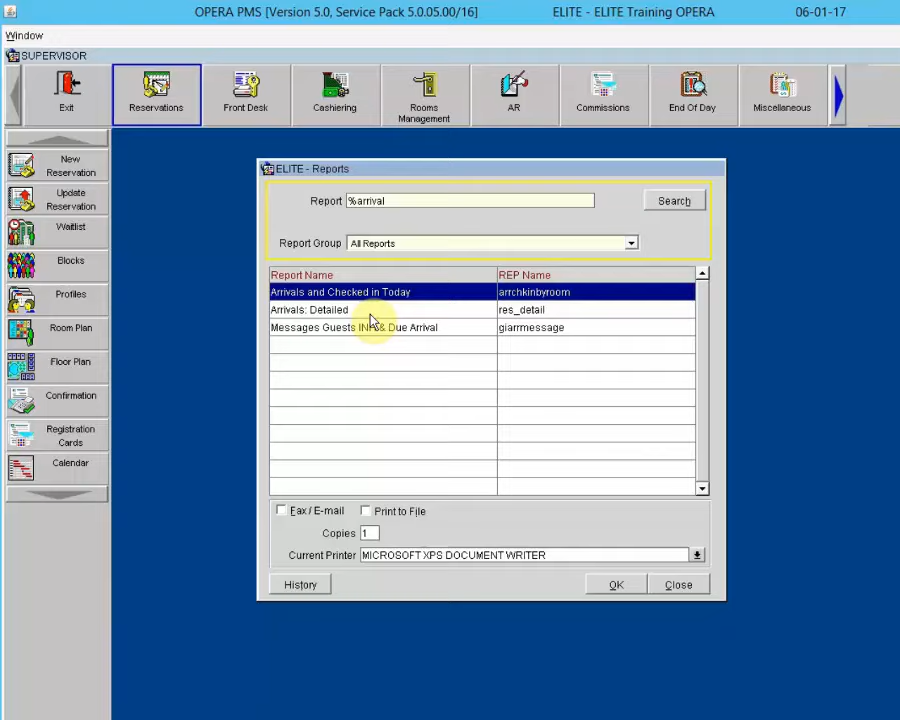 OPERA PMS [Version 5.0, Service Pack 5.0.05.00/16] ELITE - ELITE Training OPERA 06-01-17
Window
SUPERVISOR
Exit
Reservations
Front Desk
Cashiering
Rooms
Management
AR
Commissions
End Of Day
Miscellaneous
New
Reservation
Update
Reservation
Waitlist
Blocks
Profiles
Room Plan
Floor Plan
Confirmation
Registration
Cards
Calendar
ELITE - Reports
Report %arrival Search
Report Group All Reports
Report Name REP Name
Arrivals and Checked in Today arrchkinbyroom
Arrivals: Detailed res_detail
Messages Guests INH & Due Arrival giarrmessage
Fax / E-mail Print to File
Copies 1
Current Printer MICROSOFT XPS DOCUMENT WRITER
History OK Close